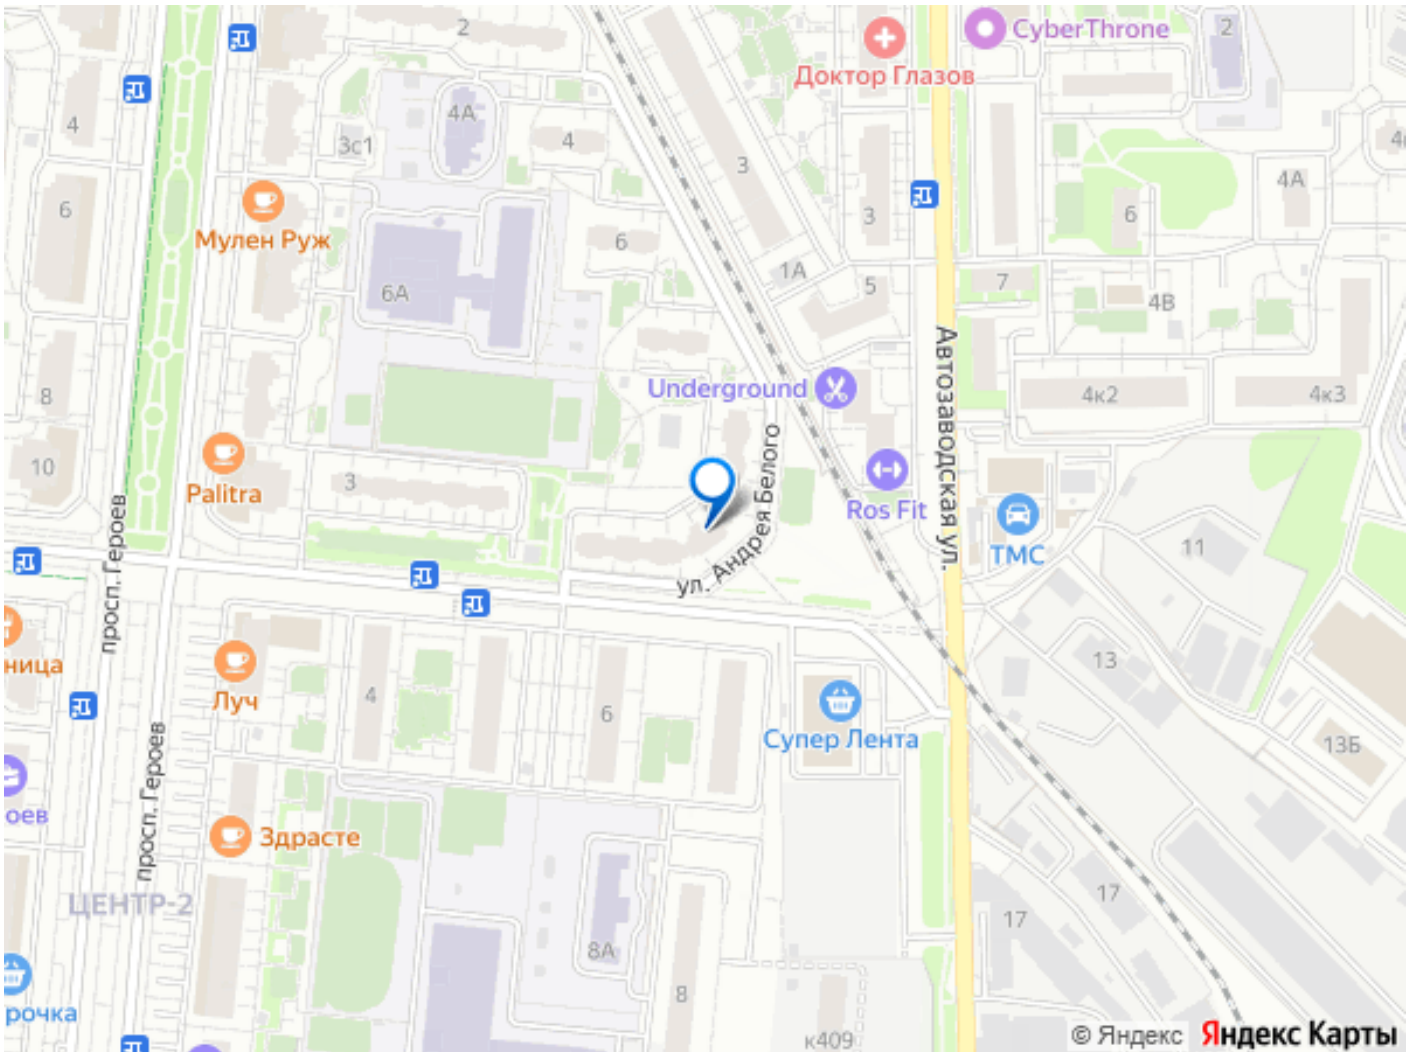 2
CyberThrone
2
Доктор Глазов
4
4А
3с1
4
3
4А
6
Мулен Руж
6
3
6
1А
6А
5
7
4В
8
Underground
Автозаводская ул.
4к2
4к3
10
Palitra
3
ул. Андрея Белого
Ros Fit
ТМС
11
просп. Героев
ница
Луч
4
6
13
Супер Лента
13Б
просп. Героев
оев
Здрасте
ЦЕНТР-2
8А
17
17
рочка
8
к409
© Яндекс Яндекс Карты